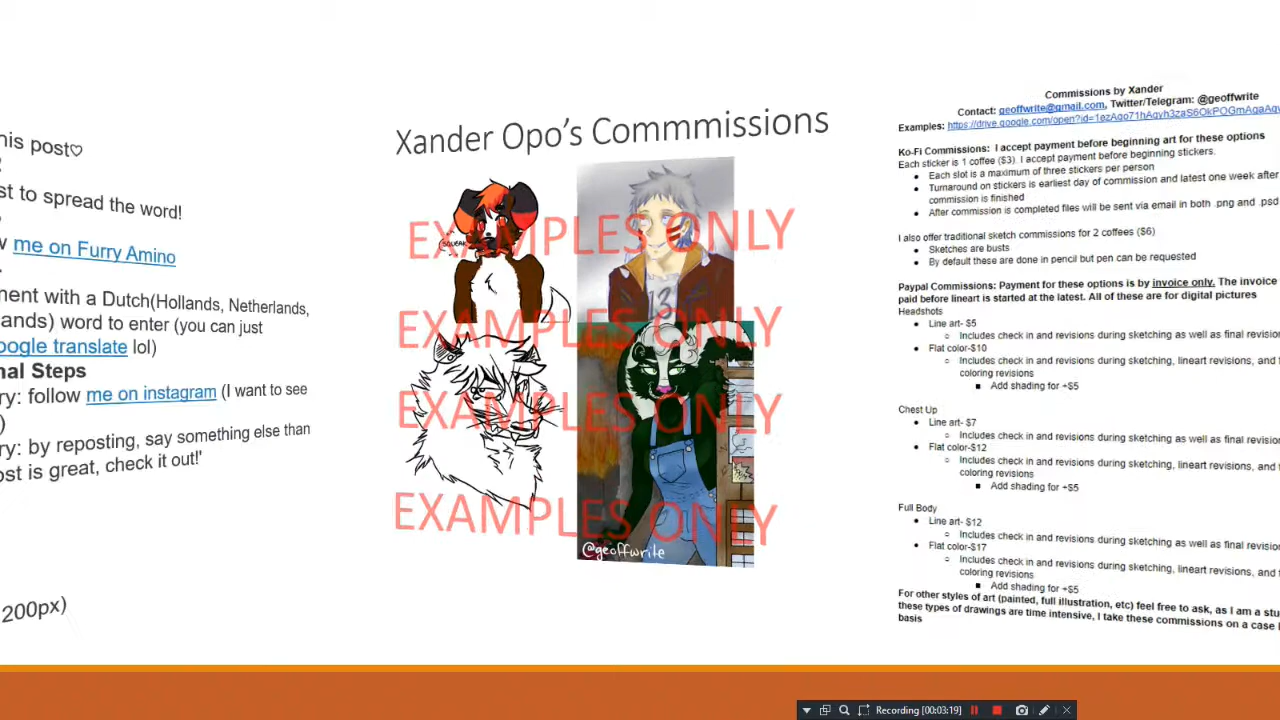 his post♡
st to spread the word!
me on Furry Amino
ment with a Dutch(Hollands, Netherlands,
ands) word to enter (you can just
oogle translate lol)
nal Steps
ry: follow me on instagram (I want to see
)
ry: by reposting, say something else than
ost is great, check it out!'
200px)
Xander Opo's Commmissions
EXAMPLES ONLY
SQUEAK
EXAMPLES ONLY
EXAMPLES ONLY
EXAMPLES ONLY
@geoffwrite
Commissions by Xander
Contact: geoffwrite@gmail.com, Twitter/Telegram: @geoffwrite
Examples:
Ko-Fi Commissions: I accept payment before beginning art for these options
Each sticker is 1 coffee ($3). I accept payment before beginning stickers.
• Each slot is a maximum of three stickers per person
• Turnaround on stickers is earliest day of commission and latest one week after
commission is finished
• After commission is completed files will be sent via email in both .png and .psd
I also offer traditional sketch commissions for 2 coffees ($6)
• Sketches are busts
• By default these are done in pencil but pen can be requested
Paypal Commissions: Payment for these options is by invoice only. The invoice
paid before lineart is started at the latest. All of these are for digital pictures
Headshots
• Line art- $5
○ Includes check in and revisions during sketching as well as final revision
• Flat color-$10
○ Includes check in and revisions during sketching, lineart revisions, and
coloring revisions
■ Add shading for +$5
Chest Up
• Line art- $7
○ Includes check in and revisions during sketching as well as final revision
• Flat color-$12
○ Includes check in and revisions during sketching, lineart revisions, and
coloring revisions
■ Add shading for +$5
Full Body
• Line art- $12
○ Includes check in and revisions during sketching as well as final revision
• Flat color-$17
○ Includes check in and revisions during sketching, lineart revisions, and
coloring revisions
■ Add shading for +$5
For other styles of art (painted, full illustration, etc) feel free to ask, as I am a stu
these types of drawings are time intensive, I take these commissions on a case
basis
Recording [00:03:19]